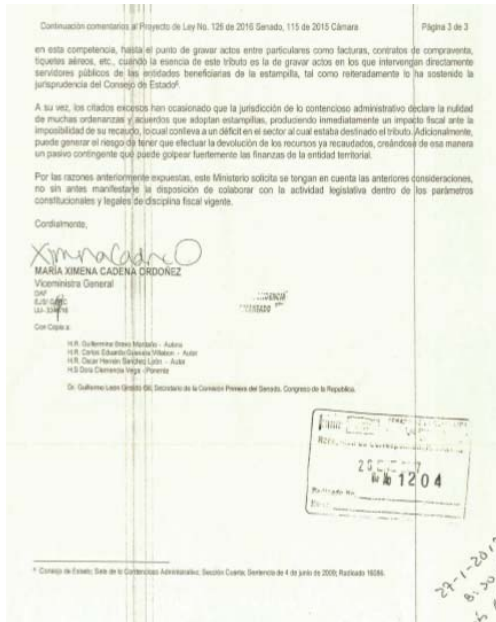 Continuación comentarios al Proyecto de Ley No. 126 de 2016 Senado, 115 de 2015 Cámara Página 3 de 3
en esta competencia, hasta el punto de gravar actos entre particulares como facturas, contratos de compraventa,
tiquetes aéreos, etc., cuando la esencia de este tributo es la de gravar actos en los que intervengan directamente
servidores públicos de las entidades beneficiarias de la estampilla, tal como reiteradamente lo ha sostenido la
jurisprudencia del Consejo de Estado⁶.
A su vez, los citados excesos han ocasionado que la jurisdicción de lo contencioso administrativo declare la nulidad
de muchas ordenanzas y acuerdos que adoptan estampillas, produciendo inmediatamente un impacto fiscal ante la
imposibilidad de su recaudo, lo cual conlleva a un déficit en el sector al cual estaba destinado el tributo. Adicionalmente,
puede generar el riesgo de tener que efectuar la devolución de los recursos ya recaudados, creándose de esa manera
un pasivo contingente que puede golpear fuertemente las finanzas de la entidad territorial.
Por las razones anteriormente expuestas, este Ministerio solicita se tengan en cuenta las anteriores consideraciones,
no sin antes manifestarle la disposición de colaborar con la actividad legislativa dentro de los parámetros
constitucionales y legales de disciplina fiscal vigente.
Cordialmente,
MARÍA XIMENA CADENA ORDOÑEZ
Viceministra General
DAF
Con Copia a:
H.R. Guillermina Bravo Montaño - Autora
H.R. Carlos Eduardo Guevara Villabon - Autor
H.R. Oscar Hernán Sánchez León - Autor
H.S Doria Clemencia Vega - Ponente
Dr. Guillermo León Giraldo Gil, Secretario de la Comisión Primera del Senado, Congreso de la República.
1204
Consejo de Estado; Sala de lo Contencioso Administrativo; Sección Cuarta; Sentencia de 4 de junio de 2009; Radicado 16086.
8:30